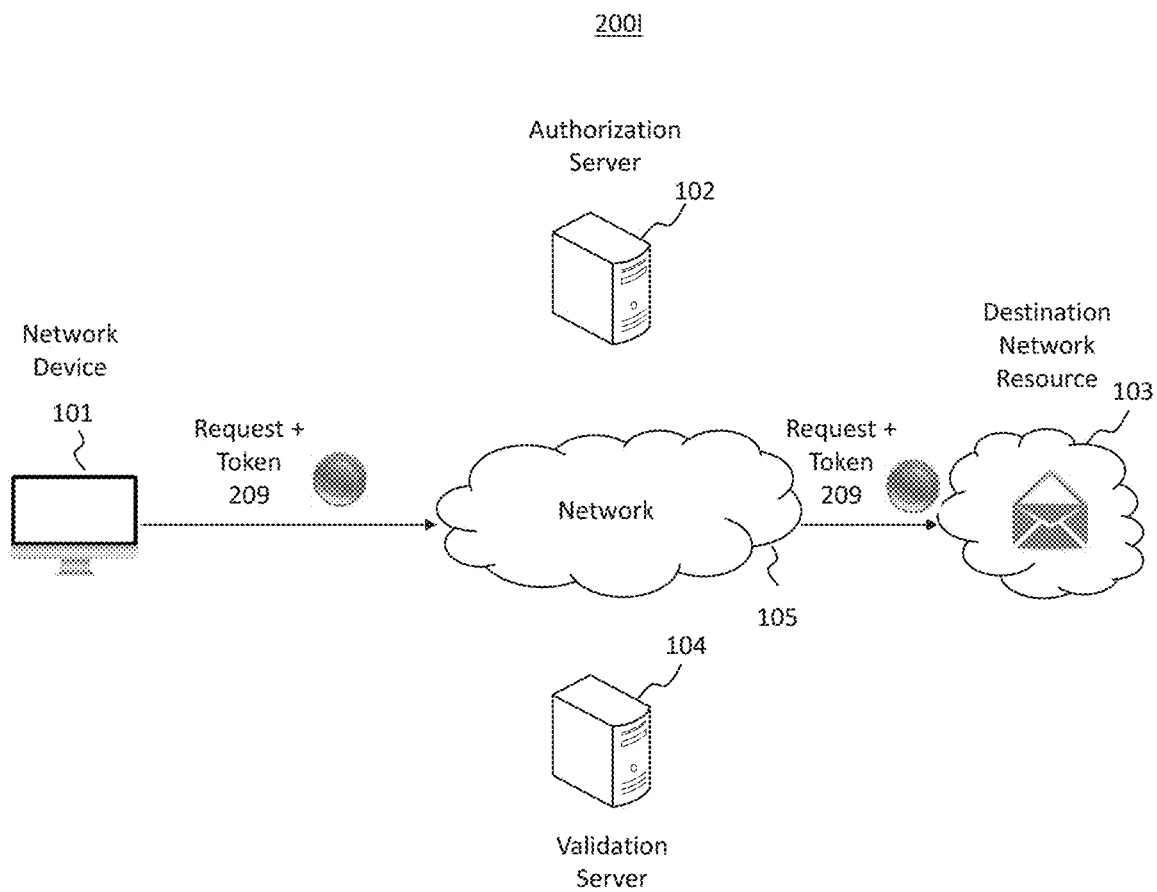 200I
Authorization
Server
102
Network
Device
101
Request +
Token
209
Network
105
Request +
Token
209
Destination
Network
Resource
103
104
Validation
Server